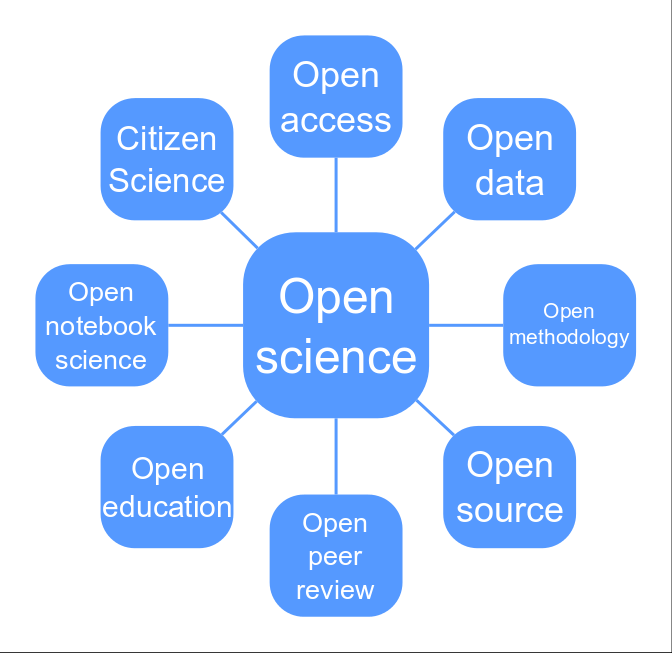 Open
access
Citizen
Science
Open
data
Open
notebook
science
Open
science
Open
methodology
Open
education
Open
source
Open
peer
review